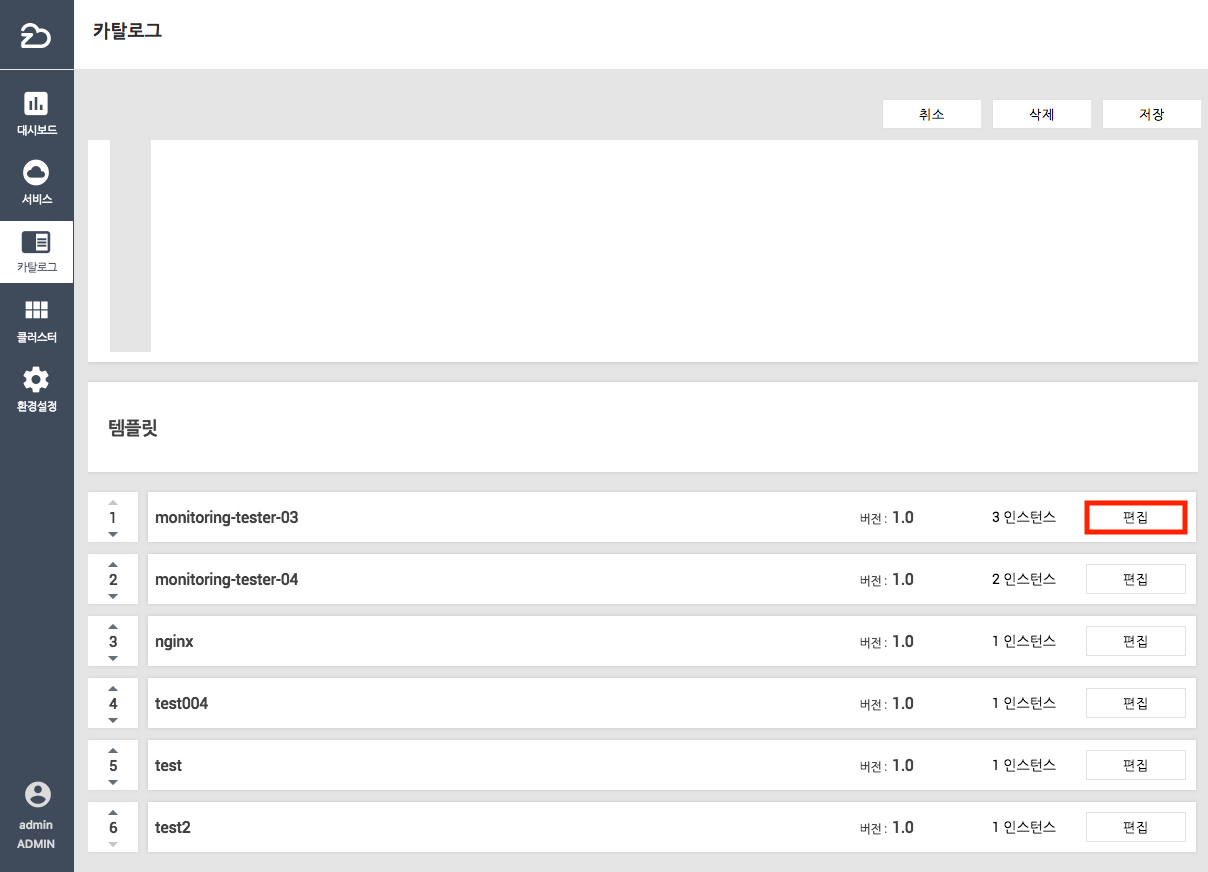 카탈로그
대시보드
서비스
카탈로그
클러스터
환경설정
admin
ADMIN
취소 삭제 저장
템플릿
1 monitoring-tester-03 버전 : 1.0 3 인스턴스 편집
2 monitoring-tester-04 버전 : 1.0 2 인스턴스 편집
3 nginx 버전 : 1.0 1 인스턴스 편집
4 test004 버전 : 1.0 1 인스턴스 편집
5 test 버전 : 1.0 1 인스턴스 편집
6 test2 버전 : 1.0 1 인스턴스 편집